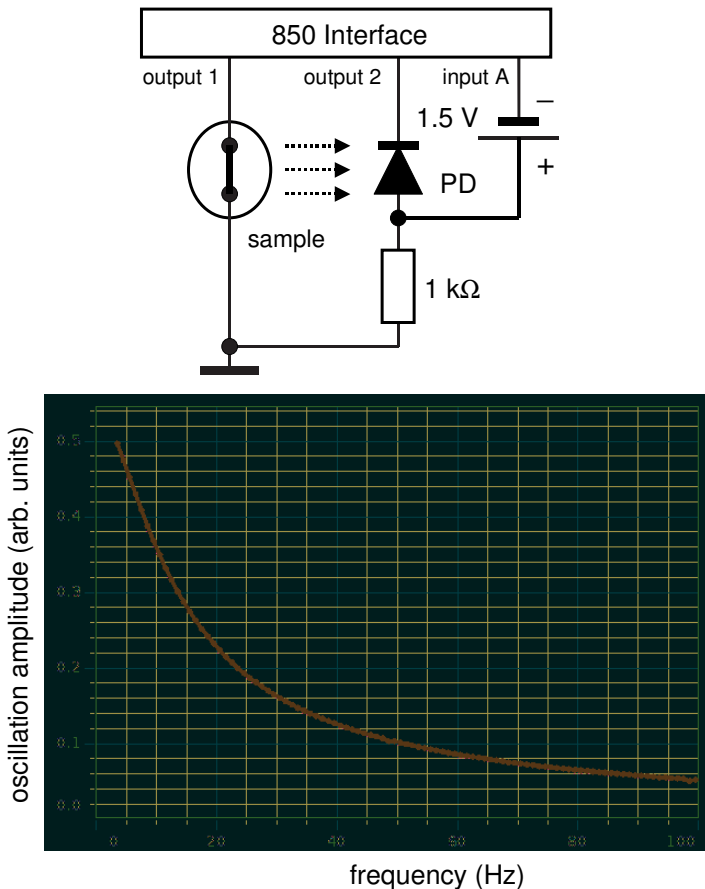 850 Interface
output 1 output 2 input A
1.5 V
–
+
PD
sample
1 kΩ
oscillation amplitude (arb. units)
0.5
0.4
0.3
0.2
0.1
0.0
0 20 40 60 80 100
frequency (Hz)